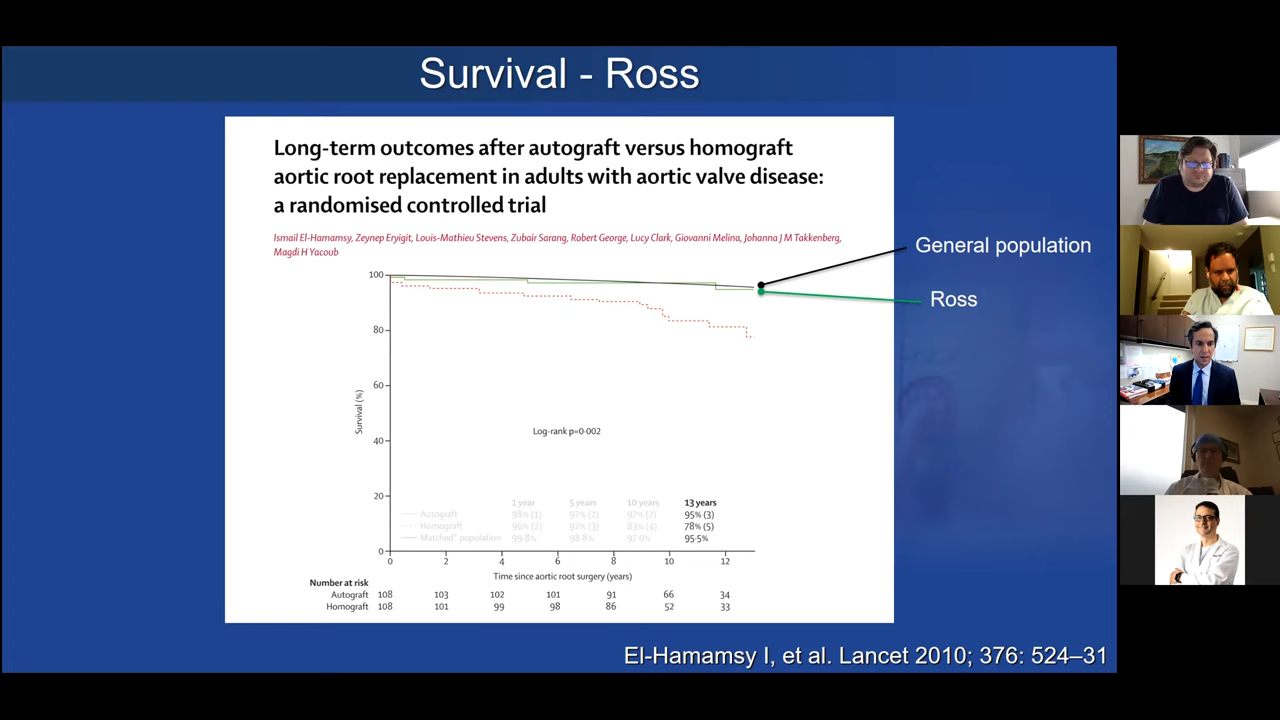 Survival - Ross
Long-term outcomes after autograft versus homograft
aortic root replacement in adults with aortic valve disease:
a randomised controlled trial
Ismail El-Hamamsy, Zeynep Eryigit, Louis-Mathieu Stevens, Zubair Sarang, Robert George, Lucy Clark, Giovanni Melina, Johanna J M Takkenberg,
Magdi H Yacoub
General population
Ross
100
80
60
40
20
0
Survival (%)
Log-rank p=0·002
1 year 5 years 10 years 13 years
Autograft 98% (1) 97% (2) 97% (2) 95% (3)
Homograft 96% (2) 92% (3) 83% (4) 78% (5)
Matched* population 99·8% 98·8% 97·0% 95·5%
0 2 4 6 8 10 12
Time since aortic root surgery (years)
Number at risk
Autograft 108 103 102 101 91 66 34
Homograft 108 101 99 98 86 52 33
El-Hamamsy I, et al. Lancet 2010; 376: 524–31